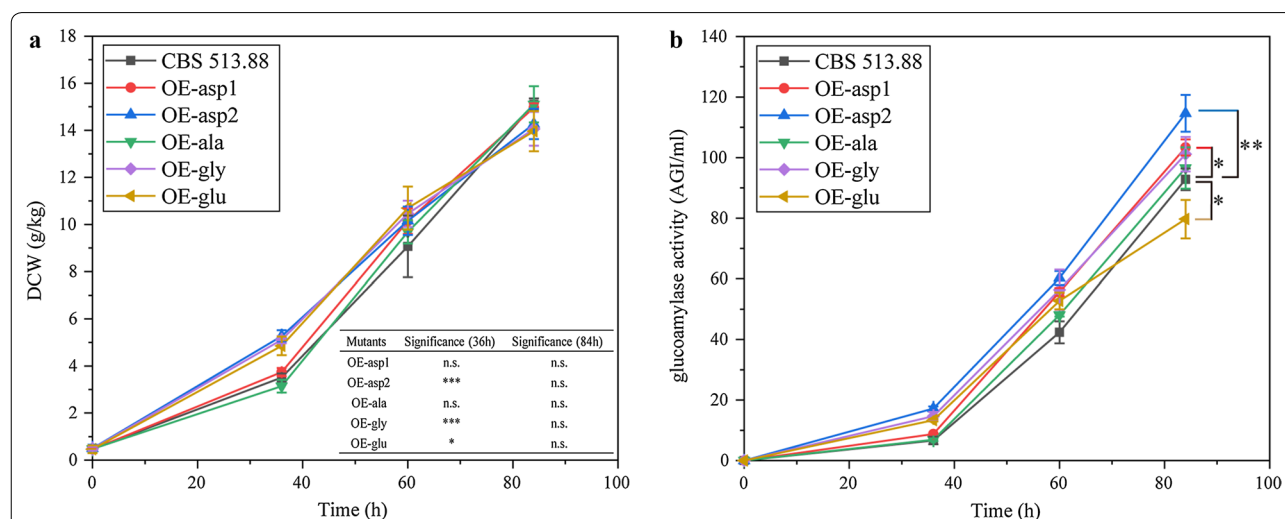 a
18
16
14
12
10
8
6
4
2
0
DCW (g/kg)
CBS 513.88
OE-asp1
OE-asp2
OE-ala
OE-gly
OE-glu
Mutants Significance (36h) Significance (84h)
OE-asp1 n.s. n.s.
OE-asp2 *** n.s.
OE-ala n.s. n.s.
OE-gly *** n.s.
OE-glu * n.s.
0 20 40 60 80 100
Time (h)
b
140
120
100
80
60
40
20
0
glucoamylase activity (AGI/ml)
CBS 513.88
OE-asp1
OE-asp2
OE-ala
OE-gly
OE-glu
**
*
*
0 20 40 60 80 100
Time (h)